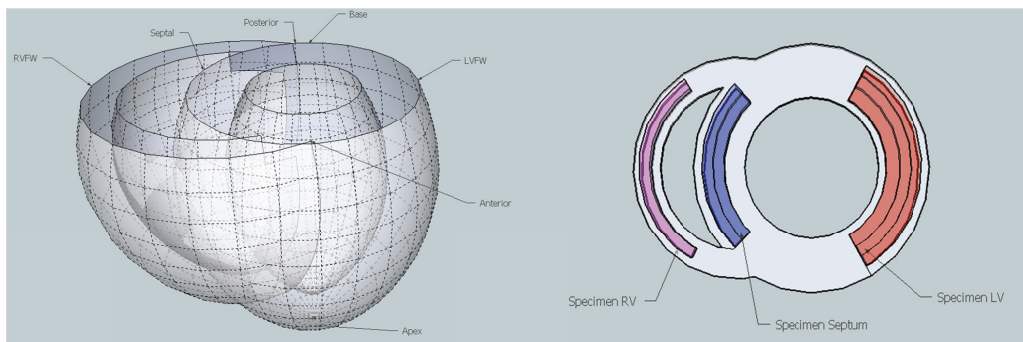 Base
Posterior
Septal
RVFW
LVFW
Anterior
Apex
Specimen RV
Specimen LV
Specimen Septum